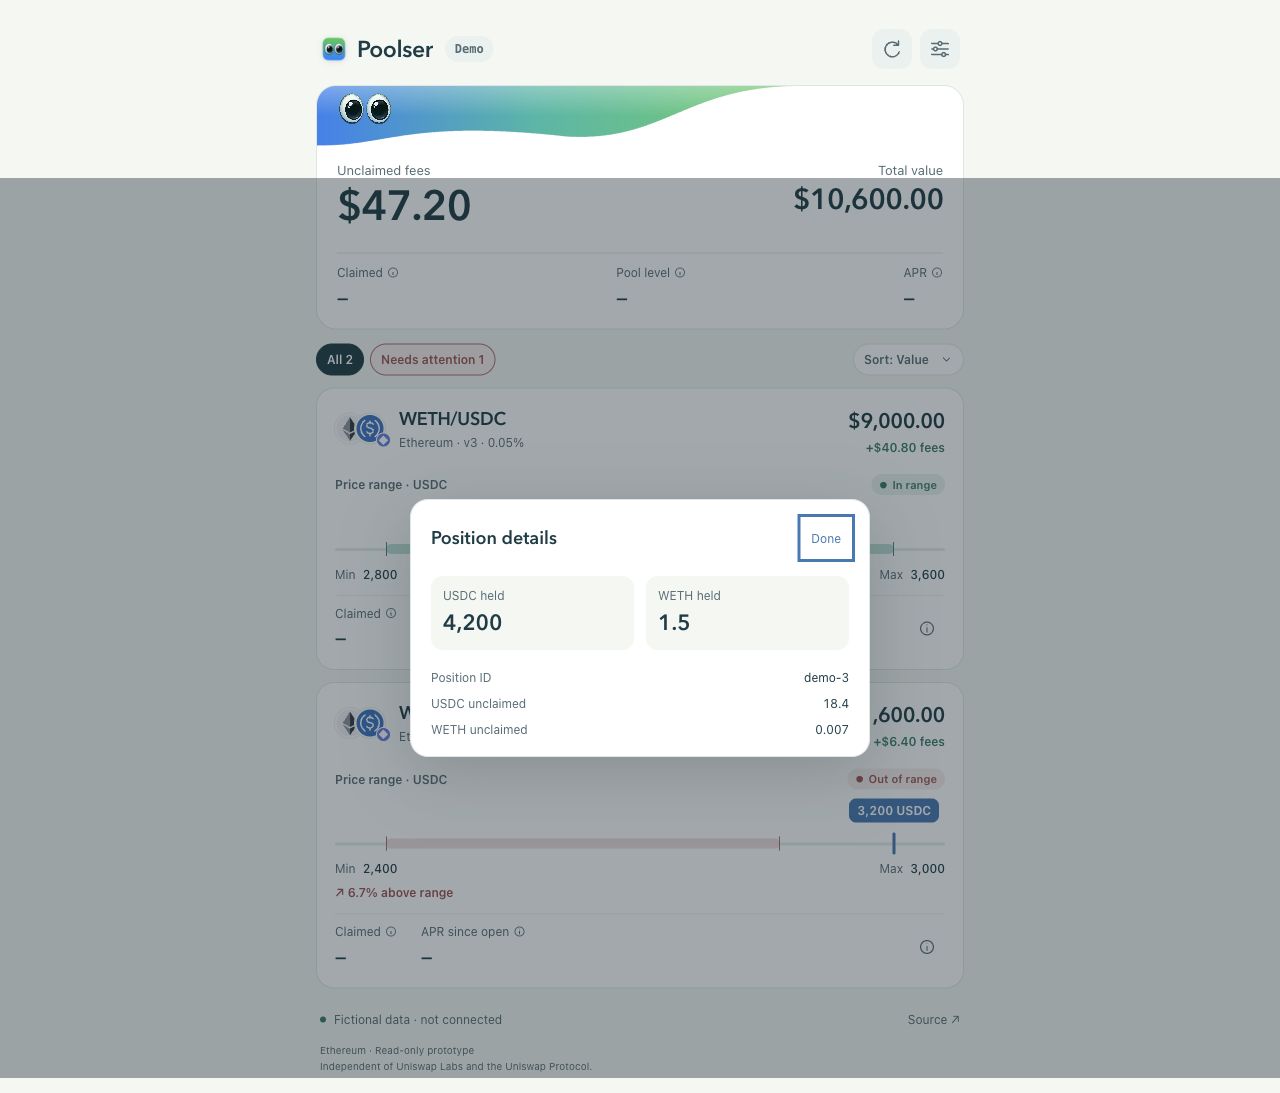 Poolser
Demo
Unclaimed fees
Total value
$47.20
$10,600.00
Claimed
Pool level
APR
–
–
–
All 2
Needs attention 1
Sort: Value
WETH/USDC
$9,000.00
Ethereum · v3 · 0.05%
+$40.80 fees
Price range · USDC
In range
Min 2,800
Max 3,600
Claimed
–
Position details
Done
USDC held
WETH held
4,200
1.5
Position ID
demo-3
USDC unclaimed
18.4
WETH unclaimed
0.007
,600.00
+$6.40 fees
Price range · USDC
Out of range
3,200 USDC
Min 2,400
Max 3,000
↗ 6.7% above range
Claimed
APR since open
–
–
Fictional data · not connected
Source ↗
Ethereum · Read-only prototype
Independent of Uniswap Labs and the Uniswap Protocol.